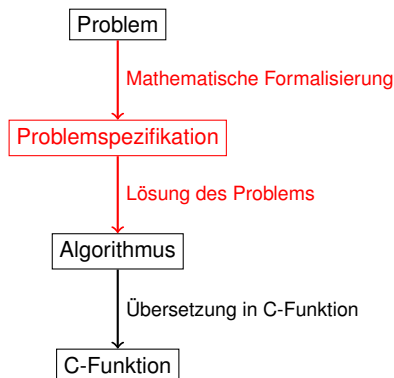 Problem
Mathematische Formalisierung
Problemspezifikation
Lösung des Problems
Algorithmus
Übersetzung in C-Funktion
C-Funktion